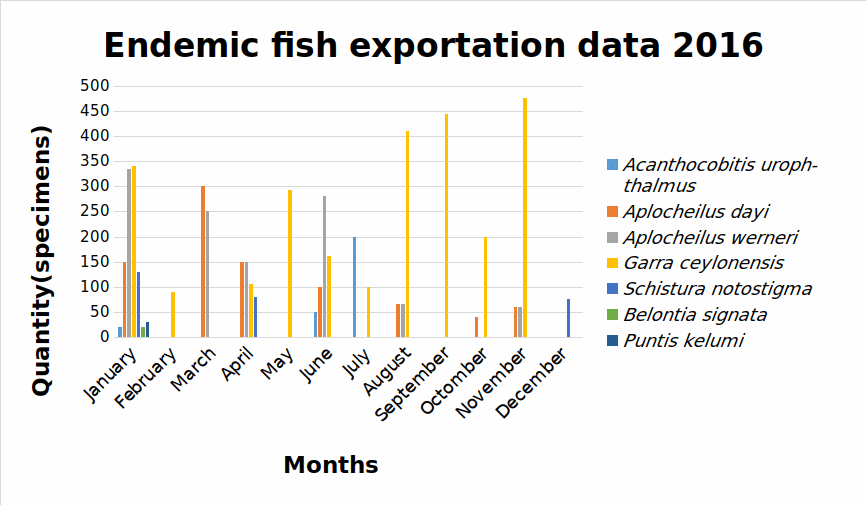 Endemic fish exportation data 2016
Quantity(specimens)
500
450
400
350
300
250
200
150
100
50
0
January
February
March
April
May
June
July
August
September
Octomber
November
December
Months
Acanthocobitis uroph-
thalmus
Aplocheilus dayi
Aplocheilus werneri
Garra ceylonensis
Schistura notostigma
Belontia signata
Puntis kelumi